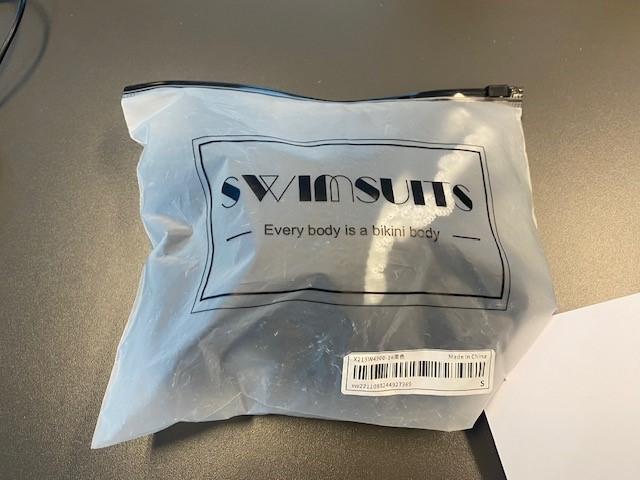 SWIMSUITS
Every body is a bikini body
Made in China
S